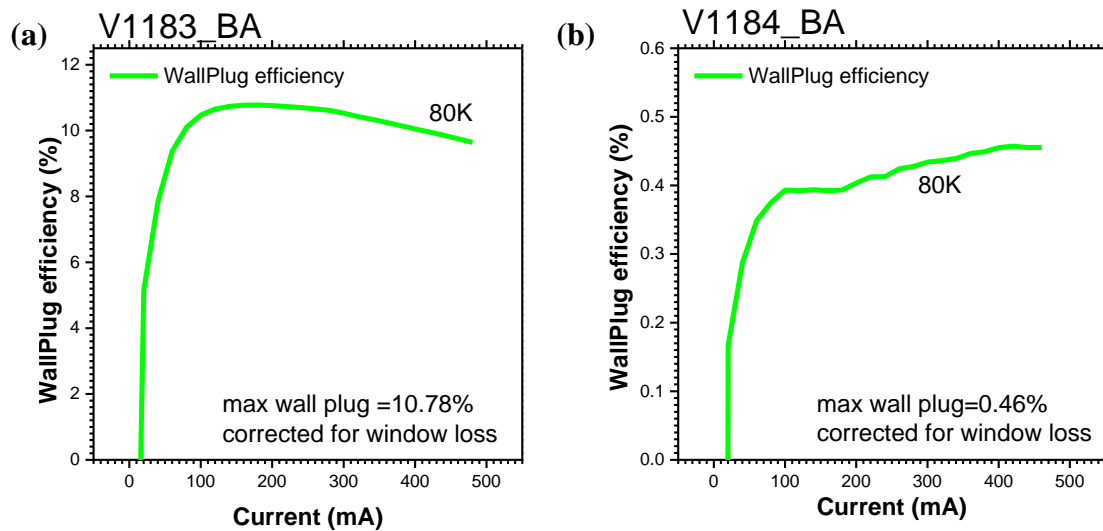 (a)
V1183_BA
WallPlug efficiency
80K
max wall plug =10.78%
corrected for window loss
12
10
8
6
4
2
0
WallPlug efficiency (%)
0 100 200 300 400 500
Current (mA)
(b)
V1184_BA
WallPlug efficiency
80K
max wall plug=0.46%
corrected for window loss
0.6
0.5
0.4
0.3
0.2
0.1
0.0
WallPlug efficiency (%)
0 100 200 300 400 500
Current (mA)